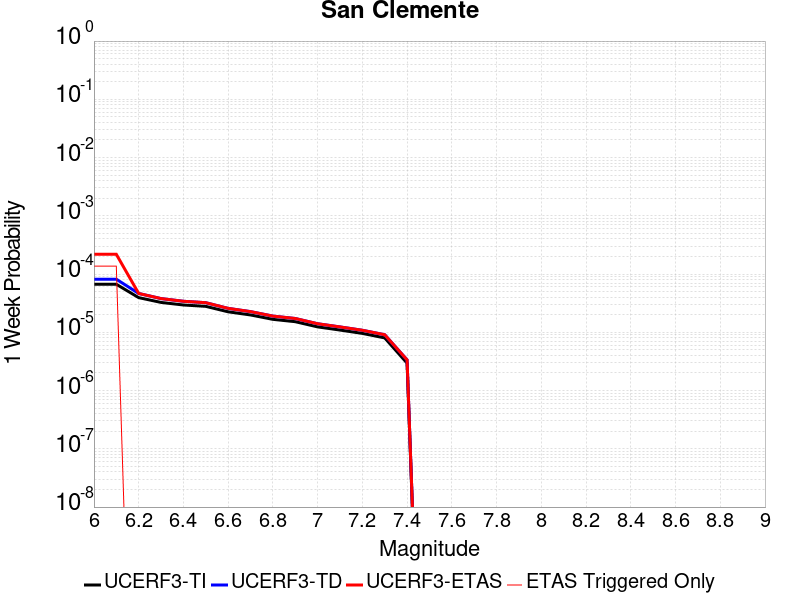 San Clemente
10^0
10^-1
10^-2
10^-3
10^-4
10^-5
10^-6
10^-7
10^-8
1 Week Probability
6 6.2 6.4 6.6 6.8 7 7.2 7.4 7.6 7.8 8 8.2 8.4 8.6 8.8 9
Magnitude
UCERF3-TI UCERF3-TD UCERF3-ETAS ETAS Triggered Only